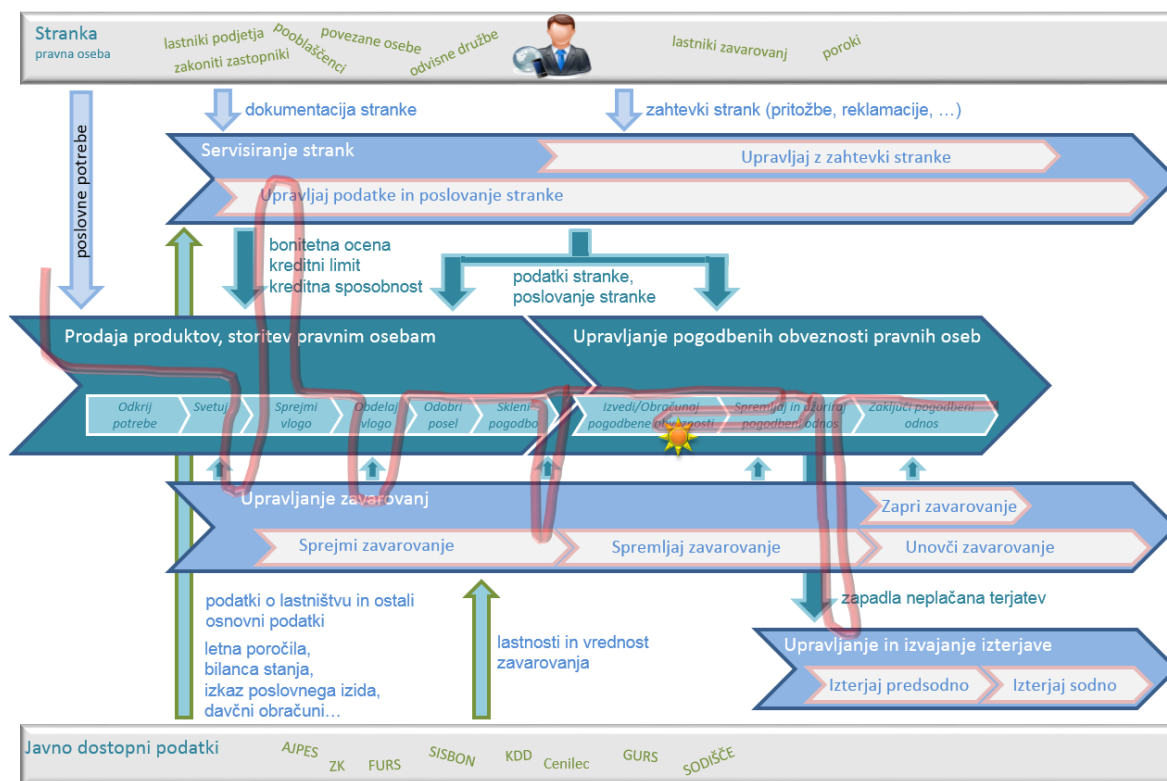 Stranka
pravna oseba
lastniki podjetja
zakoniti zastopniki
pooblaščenci
povezane osebe
odvisne družbe
lastniki zavarovanj
poroki
poslovne potrebe
dokumentacija stranke
zahtevki strank (pritožbe, reklamacije, …)
Servisiranje strank
Upravljaj z zahtevki stranke
Upravljaj podatke in poslovanje stranke
bonitetna ocena
kreditni limit
kreditna sposobnost
podatki stranke,
poslovanje stranke
Prodaja produktov, storitev pravnim osebam
Upravljanje pogodbenih obveznosti pravnih oseb
Odkrij
potrebe
Svetuj
Sprejmi
vlogo
Obdelaj
vlogo
Odobri
posel
Skleni
pogodbo
Izvedi/Obračunaj
pogodbene obveznosti
Spremljaj in ažuriraj
pogodbeni odnos
Zaključi pogodbeni
odnos
Upravljanje zavarovanj
Zapri zavarovanje
Sprejmi zavarovanje
Spremljaj zavarovanje
Unovči zavarovanje
podatki o lastništvu in ostali
osnovni podatki
letna poročila,
bilanca stanja,
izkaz poslovnega izida,
davčni obračuni…
lastnosti in vrednost
zavarovanja
zapadla neplačana terjatev
Upravljanje in izvajanje izterjave
Izterjaj predsodno
Izterjaj sodno
Javno dostopni podatki
AJPES
ZK
FURS
SISBON
KDD
Cenilec
GURS
SODIŠČE